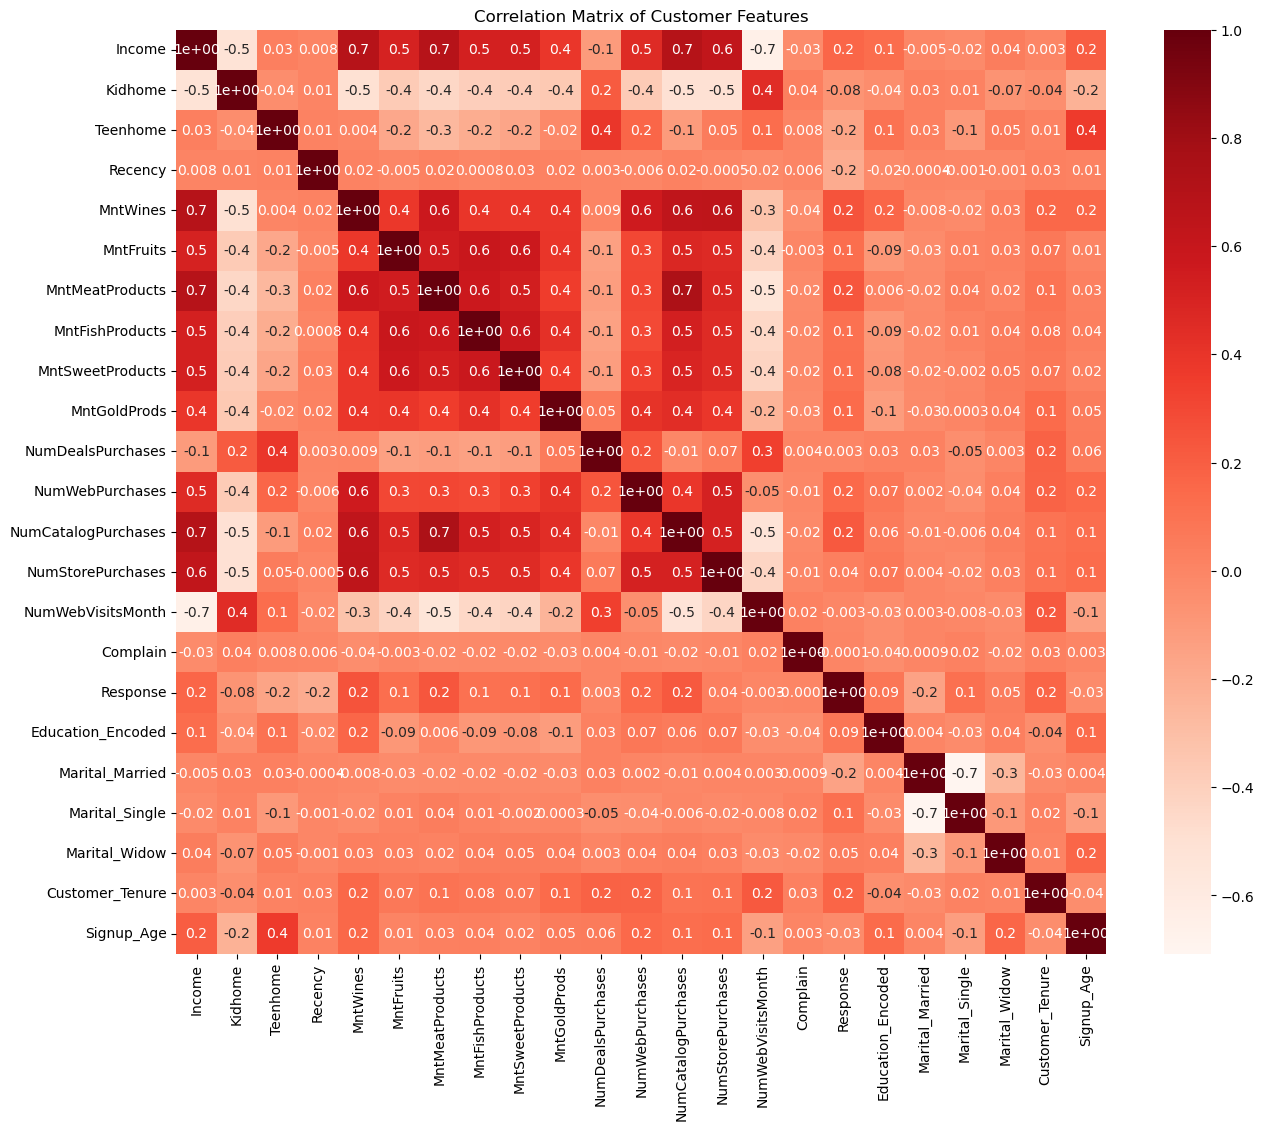 Correlation Matrix of Customer Features
Income 1e+00 -0.5 0.03 0.008 0.7 0.5 0.7 0.5 0.5 0.4 -0.1 0.5 0.7 0.6 -0.7 -0.03 0.2 0.1 -0.005 -0.02 0.04 0.003 0.2
Kidhome -0.5 1e+00 -0.04 0.01 -0.5 -0.4 -0.4 -0.4 -0.4 -0.4 0.2 -0.4 -0.5 -0.5 0.4 0.04 -0.08 -0.04 0.03 0.01 -0.07 -0.04 -0.2
Teenhome 0.03 -0.04 1e+00 0.01 0.004 -0.2 -0.3 -0.2 -0.2 -0.02 0.4 0.2 -0.1 0.05 0.1 0.008 -0.2 0.1 0.03 -0.1 0.05 0.01 0.4
Recency 0.008 0.01 0.01 1e+00 0.02 -0.005 0.02 0.0008 0.03 0.02 0.003 -0.006 0.02 -0.0005 -0.02 0.006 -0.2 -0.02 -0.0004 -0.001 -0.001 0.03 0.01
MntWines 0.7 -0.5 0.004 0.02 1e+00 0.4 0.6 0.4 0.4 0.4 0.009 0.6 0.6 0.6 -0.3 -0.04 0.2 0.2 -0.008 -0.02 0.03 0.2 0.2
MntFruits 0.5 -0.4 -0.2 -0.005 0.4 1e+00 0.5 0.6 0.6 0.4 -0.1 0.3 0.5 0.5 -0.4 -0.003 0.1 -0.09 -0.03 0.01 0.03 0.07 0.01
MntMeatProducts 0.7 -0.4 -0.3 0.02 0.6 0.5 1e+00 0.6 0.5 0.4 -0.1 0.3 0.7 0.5 -0.5 -0.02 0.2 0.006 -0.02 0.04 0.02 0.1 0.03
MntFishProducts 0.5 -0.4 -0.2 0.0008 0.4 0.6 0.6 1e+00 0.6 0.4 -0.1 0.3 0.5 0.5 -0.4 -0.02 0.1 -0.09 -0.02 0.01 0.04 0.08 0.04
MntSweetProducts 0.5 -0.4 -0.2 0.03 0.4 0.6 0.5 0.6 1e+00 0.4 -0.1 0.3 0.5 0.5 -0.4 -0.02 0.1 -0.08 -0.02 -0.002 0.05 0.07 0.02
MntGoldProds 0.4 -0.4 -0.02 0.02 0.4 0.4 0.4 0.4 0.4 1e+00 0.05 0.4 0.4 0.4 -0.2 -0.03 0.1 -0.1 -0.03 0.0003 0.04 0.1 0.05
NumDealsPurchases -0.1 0.2 0.4 0.003 0.009 -0.1 -0.1 -0.1 -0.1 0.05 1e+00 0.2 -0.01 0.07 0.3 0.004 0.003 0.03 0.03 -0.05 0.003 0.2 0.06
NumWebPurchases 0.5 -0.4 0.2 -0.006 0.6 0.3 0.3 0.3 0.3 0.4 0.2 1e+00 0.4 0.5 -0.05 -0.01 0.2 0.07 0.002 -0.04 0.04 0.2 0.2
NumCatalogPurchases 0.7 -0.5 -0.1 0.02 0.6 0.5 0.7 0.5 0.5 0.4 -0.01 0.4 1e+00 0.5 -0.5 -0.02 0.2 0.06 -0.01 -0.006 0.04 0.1 0.1
NumStorePurchases 0.6 -0.5 0.05 -0.0005 0.6 0.5 0.5 0.5 0.5 0.4 0.07 0.5 0.5 1e+00 -0.4 -0.01 0.04 0.07 0.004 -0.02 0.03 0.1 0.1
NumWebVisitsMonth -0.7 0.4 0.1 -0.02 -0.3 -0.4 -0.5 -0.4 -0.4 -0.2 0.3 -0.05 -0.5 -0.4 1e+00 0.02 -0.003 -0.03 0.003 -0.008 -0.03 0.2 -0.1
Complain -0.03 0.04 0.008 0.006 -0.04 -0.003 -0.02 -0.02 -0.02 -0.03 0.004 -0.01 -0.02 -0.01 0.02 1e+00 -0.0001 -0.04 0.0009 0.02 -0.02 0.03 0.003
Response 0.2 -0.08 -0.2 -0.2 0.2 0.1 0.2 0.1 0.1 0.1 0.003 0.2 0.2 0.04 -0.003 -0.0001 1e+00 0.09 -0.2 0.1 0.05 0.2 -0.03
Education_Encoded 0.1 -0.04 0.1 -0.02 0.2 -0.09 0.006 -0.09 -0.08 -0.1 0.03 0.07 0.06 0.07 -0.03 -0.04 0.09 1e+00 0.004 -0.03 0.04 -0.04 0.1
Marital_Married -0.005 0.03 0.03 -0.0004 -0.008 -0.03 -0.02 -0.02 -0.02 -0.03 0.03 0.002 -0.01 0.004 0.003 0.0009 -0.2 0.004 1e+00 -0.7 -0.3 -0.03 0.004
Marital_Single -0.02 0.01 -0.1 -0.001 -0.02 0.01 0.04 0.01 -0.002 0.0003 -0.05 -0.04 -0.006 -0.02 -0.008 0.02 0.1 -0.03 -0.7 1e+00 -0.1 0.02 -0.1
Marital_Widow 0.04 -0.07 0.05 -0.001 0.03 0.03 0.02 0.04 0.05 0.04 0.003 0.04 0.04 0.03 -0.03 -0.02 0.05 0.04 -0.3 -0.1 1e+00 0.01 0.2
Customer_Tenure 0.003 -0.04 0.01 0.03 0.2 0.07 0.1 0.08 0.07 0.1 0.2 0.2 0.1 0.1 0.2 0.03 0.2 -0.04 -0.03 0.02 0.01 1e+00 -0.04
Signup_Age 0.2 -0.2 0.4 0.01 0.2 0.01 0.03 0.04 0.02 0.05 0.06 0.2 0.1 0.1 -0.1 0.003 -0.03 0.1 0.004 -0.1 0.2 -0.04 1e+00
Income
Kidhome
Teenhome
Recency
MntWines
MntFruits
MntMeatProducts
MntFishProducts
MntSweetProducts
MntGoldProds
NumDealsPurchases
NumWebPurchases
NumCatalogPurchases
NumStorePurchases
NumWebVisitsMonth
Complain
Response
Education_Encoded
Marital_Married
Marital_Single
Marital_Widow
Customer_Tenure
Signup_Age
1.0
0.8
0.6
0.4
0.2
0.0
−0.2
−0.4
−0.6